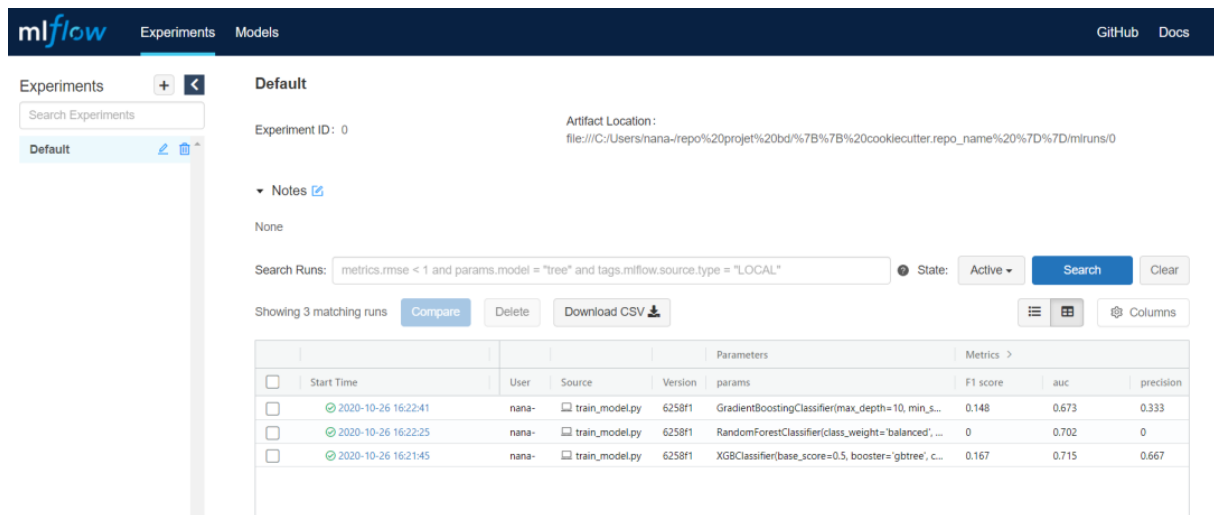 mlflow Experiments Models GitHub Docs
Experiments + <
Search Experiments
Default
Default
Experiment ID: 0
Artifact Location:
file:///C:/Users/nana-/repo%20projet%20bd/%7B%7B%20cookiecutter.repo_name%20%7D%7D/mlruns/0
Notes
None
Search Runs: metrics.rmse < 1 and params.model = "tree" and tags.mlflow.source.type = "LOCAL" ? State: Active Search Clear
Showing 3 matching runs Compare Delete Download CSV Columns
Parameters Metrics >
Start Time User Source Version params F1 score auc precision
2020-10-26 16:22:41 nana- train_model.py 6258f1 GradientBoostingClassifier(max_depth=10, min_s... 0.148 0.673 0.333
2020-10-26 16:22:25 nana- train_model.py 6258f1 RandomForestClassifier(class_weight='balanced', ... 0 0.702 0
2020-10-26 16:21:45 nana- train_model.py 6258f1 XGBClassifier(base_score=0.5, booster='gbtree', c... 0.167 0.715 0.667